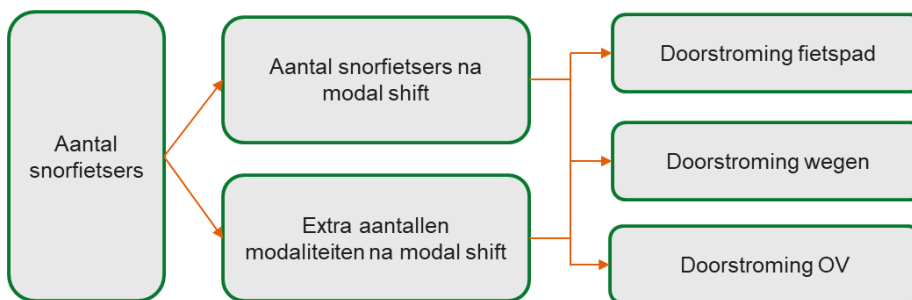 Aantal
snorfietsers
Aantal snorfietsers na
modal shift
Extra aantallen
modaliteiten na modal shift
Doorstroming fietspad
Doorstroming wegen
Doorstroming OV